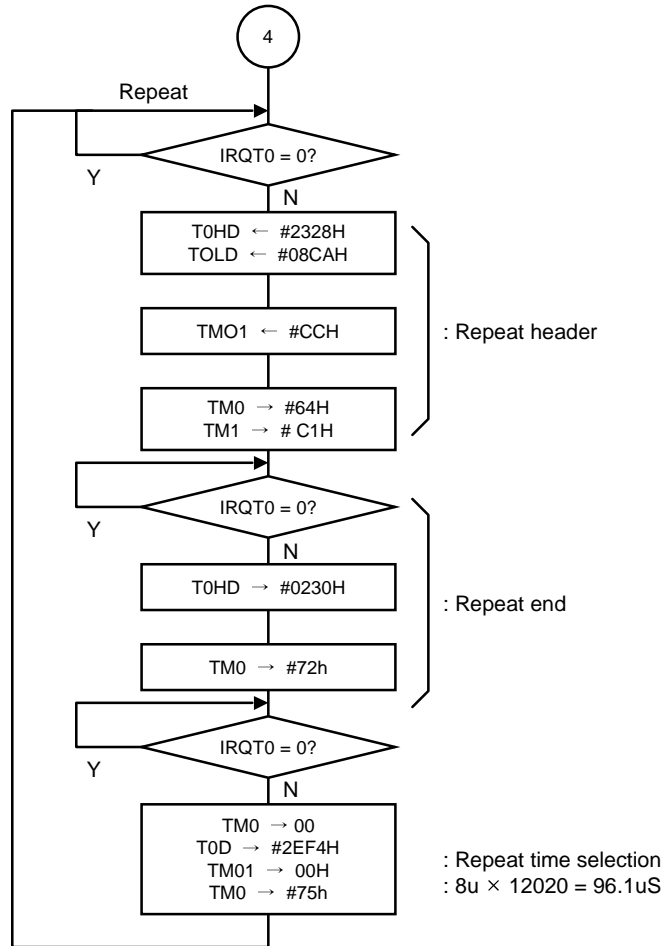 4
Repeat
IRQT0 = 0?
Y
N
T0HD ← #2328H
TOLD ← #08CAH
TMO1 ← #CCH
: Repeat header
TM0 → #64H
TM1 → # C1H
IRQT0 = 0?
Y
N
T0HD → #0230H
: Repeat end
TM0 → #72h
IRQT0 = 0?
Y
N
TM0 → 00
T0D → #2EF4H
TM01 → 00H
TM0 → #75h
: Repeat time selection
: 8u × 12020 = 96.1uS